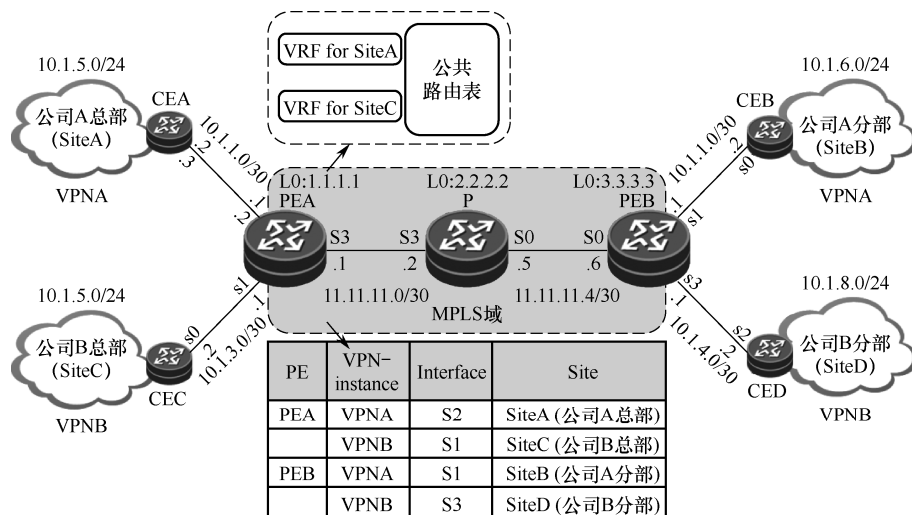 VRF for SiteA
VRF for SiteC
公共
路由表
10.1.5.0/24
CEA
公司A总部
(SiteA)
VPNA
.2
.3
10.1.1.0/30
.1
.2
10.1.6.0/24
CEB
公司A分部
(SiteB)
VPNA
.2
s0
10.1.1.0/30
.1
s1
L0:1.1.1.1
PEA
L0:2.2.2.2
P
L0:3.3.3.3
PEB
S3
.1
S3
.2
S0
.5
S0
.6
11.11.11.0/30
11.11.11.4/30
MPLS域
10.1.5.0/24
公司B总部
(SiteC)
CEC
VPNB
s1
.1
s0
.2
10.1.3.0/30
10.1.8.0/24
公司B分部
(SiteD)
CED
VPNB
s3
.1
s2
.2
10.1.4.0/30
PE VPN-instance Interface Site
PEA VPNA S2 SiteA (公司A总部)
VPNB S1 SiteC (公司B总部)
PEB VPNA S1 SiteB (公司A分部)
VPNB S3 SiteD (公司B分部)